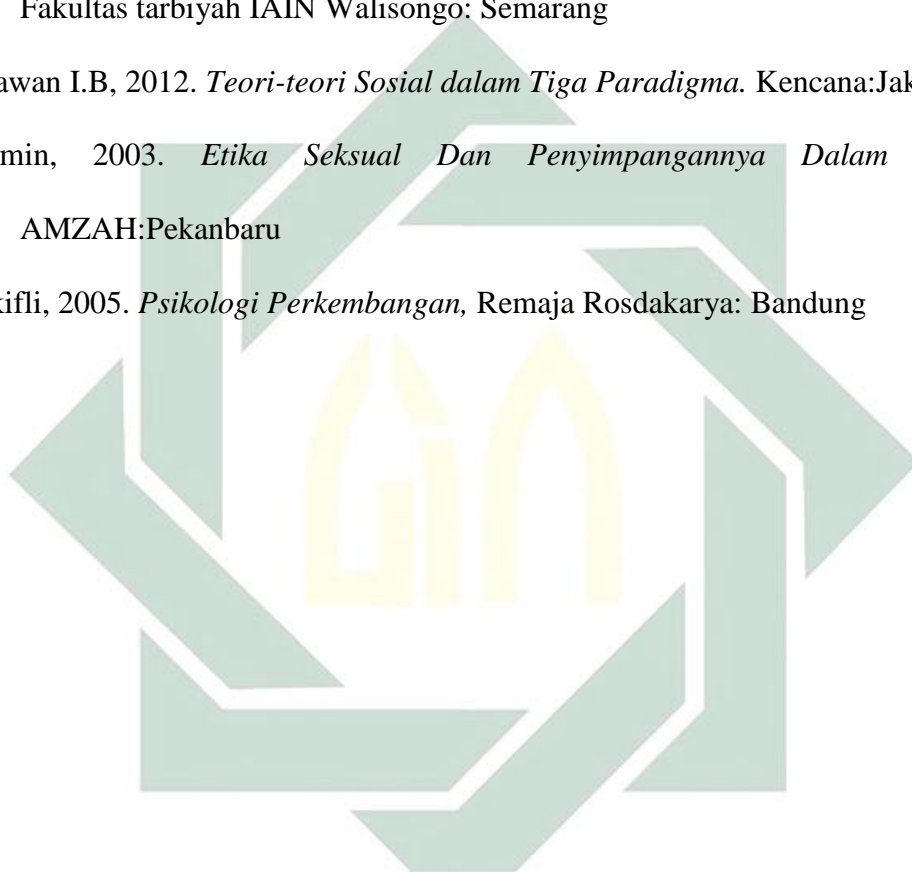 Fakultas tarbiyah IAIN Walisongo: Semarang
awan I.B, 2012. Teori-teori Sosial dalam Tiga Paradigma. Kencana:Jak
min, 2003. Etika Seksual Dan Penyimpangannya Dalam
AMZAH:Pekanbaru
kifli, 2005. Psikologi Perkembangan, Remaja Rosdakarya: Bandung